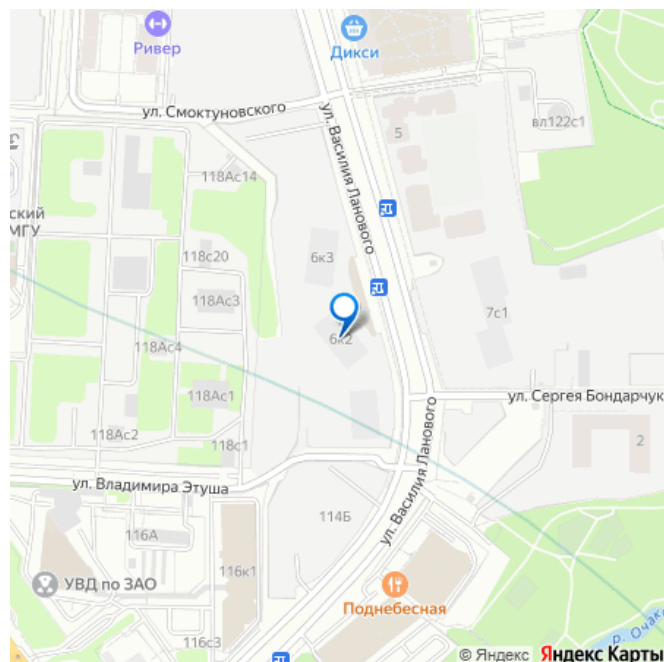 Ривер
Дикси
ул. Смоктуновского
ул. Василия Ланового
5
вл122с1
118Ас14
ский
МГУ
118с20
6к3
118Ас3
7с1
6к2
118Ас4
118Ас1
ул. Сергея Бондарчук
118Ас2
118с1
ул. Василия Ланового
2
ул. Владимира Этуша
114Б
116А
116к1
УВД по ЗАО
Поднебесная
116с3
р. Очак
© Яндекс Яндекс Карты